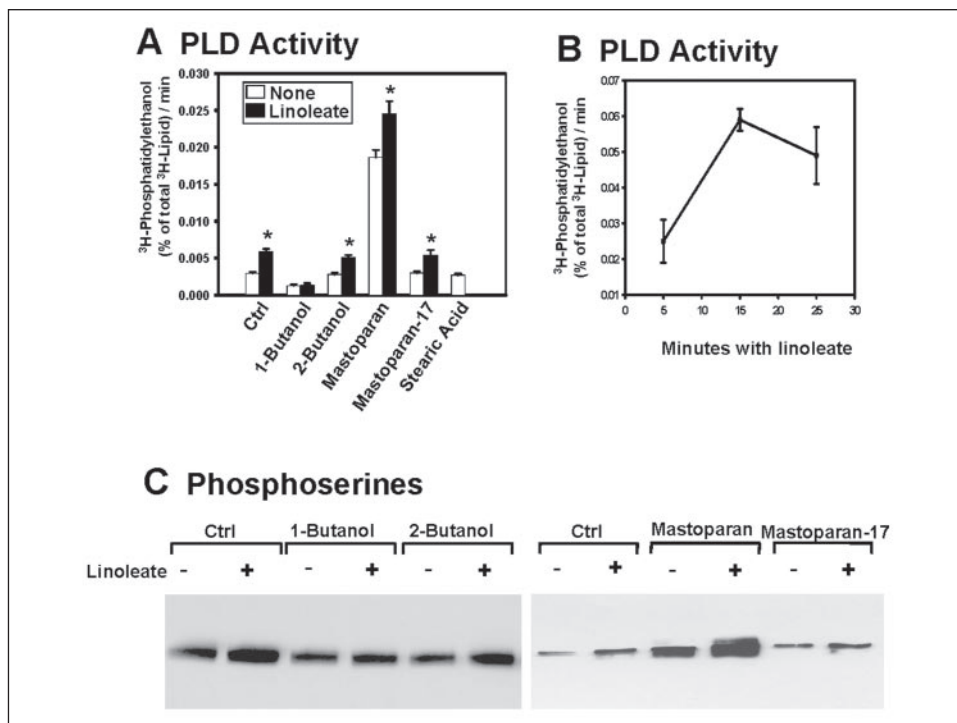 A PLD Activity
³H-Phosphatidylethanol
(% of total ³H-Lipid) / min
0.030
0.025
0.020
0.015
0.010
0.005
0.000
None
Linoleate
*
*
*
*
Ctrl
1-Butanol
2-Butanol
Mastoparan
Mastoparan-17
Stearic Acid
B PLD Activity
³H-Phosphatidylethanol
(% of total ³H-Lipid) / min
0.07
0.06
0.05
0.04
0.03
0.02
0.01
0 5 10 15 20 25 30
Minutes with linoleate
C Phosphoserines
Ctrl 1-Butanol 2-Butanol Ctrl Mastoparan Mastoparan-17
Linoleate - + - + - + - + - + - +